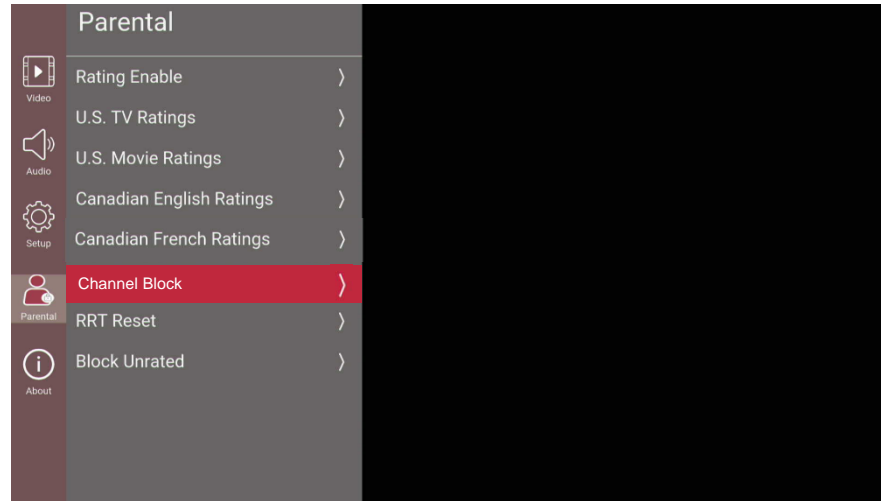 Parental
Video
Audio
Setup
Parental
About
Rating Enable
U.S. TV Ratings
U.S. Movie Ratings
Canadian English Ratings
Canadian French Ratings
Channel Block
RRT Reset
Block Unrated